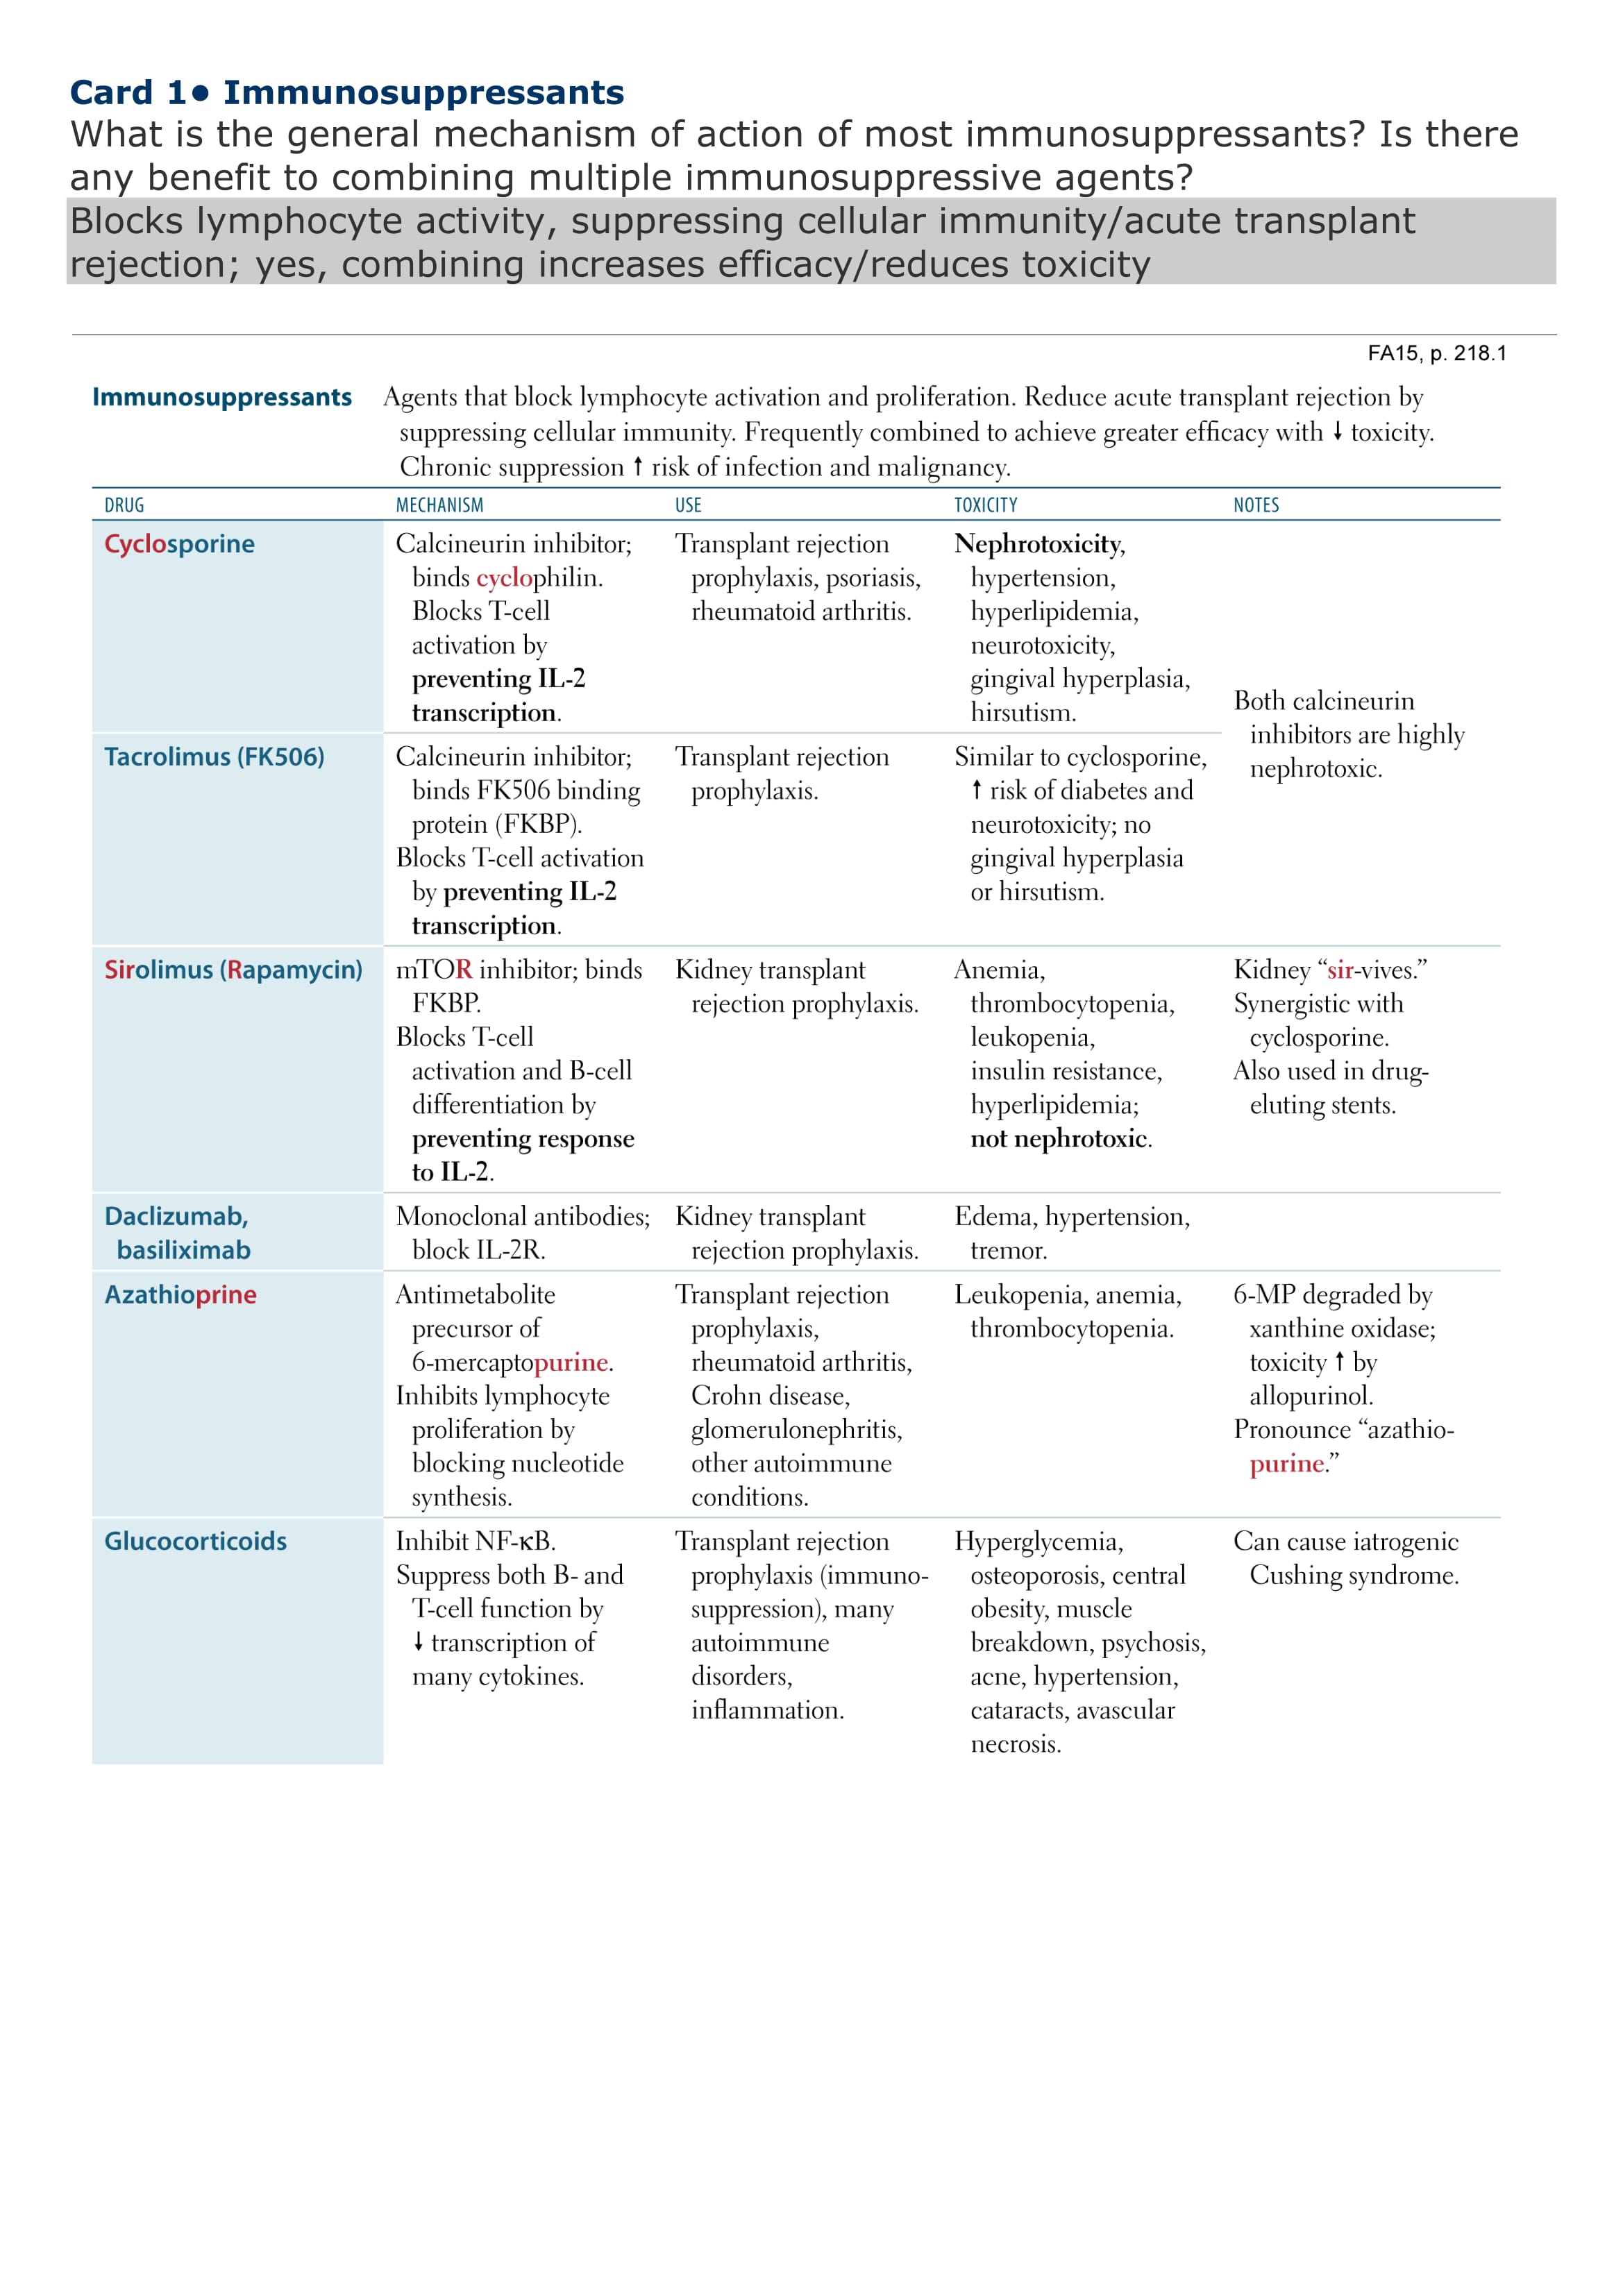 Card 1● Immunosuppressants
What is the general mechanism of action of most immunosuppressants? Is there
any benefit to combining multiple immunosuppressive agents?
Blocks lymphocyte activity, suppressing cellular immunity/acute transplant
rejection; yes, combining increases efficacy/reduces toxicity
FA15, p. 218.1
Immunosuppressants
Agents that block lymphocyte activation and proliferation. Reduce acute transplant rejection by
suppressing cellular immunity. Frequently combined to achieve greater efficacy with ↓ toxicity.
Chronic suppression ↑ risk of infection and malignancy.
DRUG
MECHANISM
USE
TOXICITY
NOTES
Cyclosporine
Calcineurin inhibitor;
binds cyclophilin.
Blocks T-cell
activation by
preventing IL-2
transcription.
Transplant rejection
prophylaxis, psoriasis,
rheumatoid arthritis.
Nephrotoxicity,
hypertension,
hyperlipidemia,
neurotoxicity,
gingival hyperplasia,
hirsutism.
Both calcineurin
inhibitors are highly
nephrotoxic.
Tacrolimus (FK506)
Calcineurin inhibitor;
binds FK506 binding
protein (FKBP).
Blocks T-cell activation
by preventing IL-2
transcription.
Transplant rejection
prophylaxis.
Similar to cyclosporine,
↑ risk of diabetes and
neurotoxicity; no
gingival hyperplasia
or hirsutism.
Sirolimus (Rapamycin)
mTOR inhibitor; binds
FKBP.
Blocks T-cell
activation and B-cell
differentiation by
preventing response
to IL-2.
Kidney transplant
rejection prophylaxis.
Anemia,
thrombocytopenia,
leukopenia,
insulin resistance,
hyperlipidemia;
not nephrotoxic.
Kidney “sir-vives.”
Synergistic with
cyclosporine.
Also used in drug-
eluting stents.
Daclizumab,
basiliximab
Monoclonal antibodies;
block IL-2R.
Kidney transplant
rejection prophylaxis.
Edema, hypertension,
tremor.
Azathioprine
Antimetabolite
precursor of
6-mercaptopurine.
Inhibits lymphocyte
proliferation by
blocking nucleotide
synthesis.
Transplant rejection
prophylaxis,
rheumatoid arthritis,
Crohn disease,
glomerulonephritis,
other autoimmune
conditions.
Leukopenia, anemia,
thrombocytopenia.
6-MP degraded by
xanthine oxidase;
toxicity ↑ by
allopurinol.
Pronounce “azathio-
purine.”
Glucocorticoids
Inhibit NF-κB.
Suppress both B- and
T-cell function by
↓ transcription of
many cytokines.
Transplant rejection
prophylaxis (immuno-
suppression), many
autoimmune
disorders,
inflammation.
Hyperglycemia,
osteoporosis, central
obesity, muscle
breakdown, psychosis,
acne, hypertension,
cataracts, avascular
necrosis.
Can cause iatrogenic
Cushing syndrome.